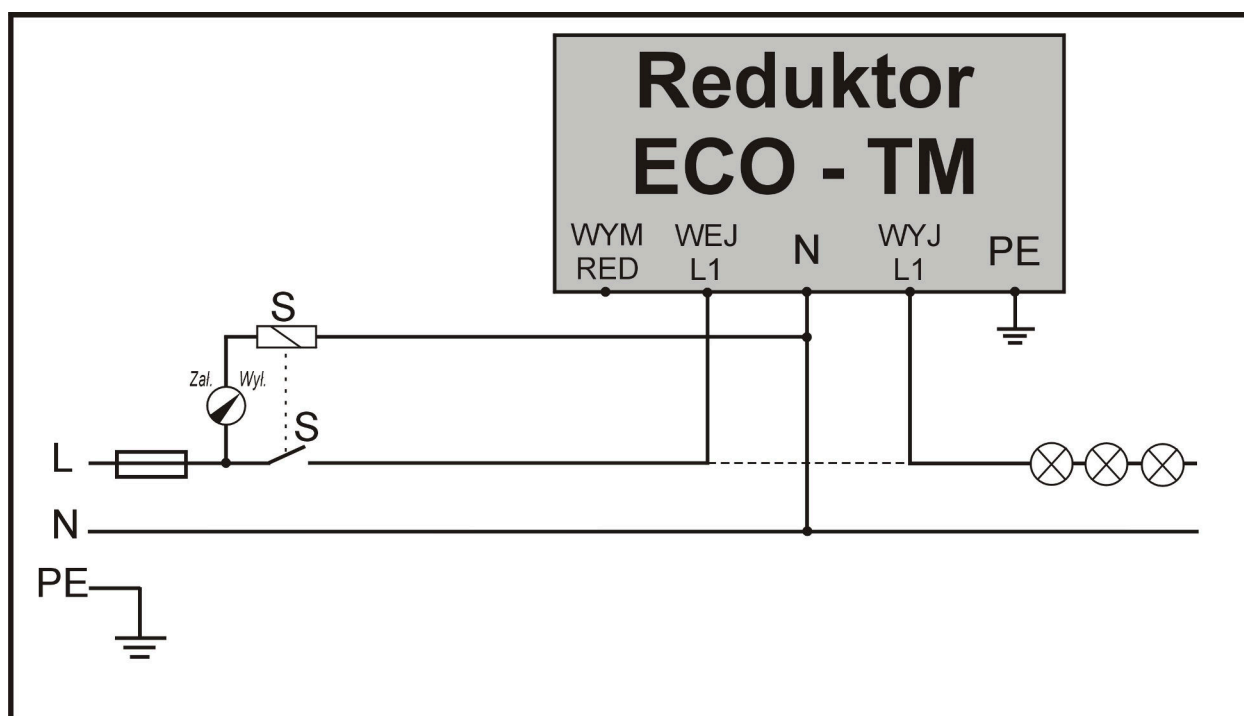 Reduktor
ECO - TM
WYM RED
WEJ L1
N
WYJ L1
PE
S
Zał. Wył.
S
L
N
PE